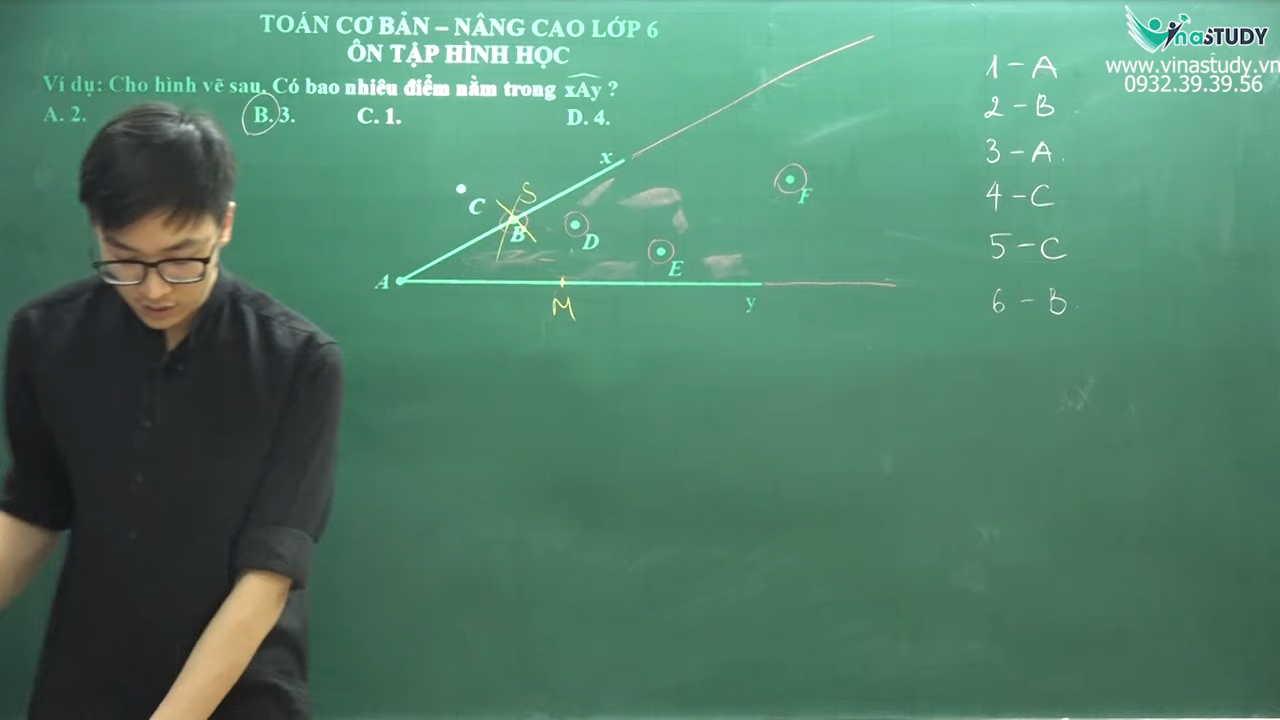 TOÁN CƠ BẢN – NÂNG CAO LỚP 6
ÔN TẬP HÌNH HỌC
Ví dụ: Cho hình vẽ sau. Có bao nhiêu điểm nằm trong xAy ?
A. 2. B. 3. C. 1. D. 4.
VinaSTUDY
www.vinastudy.vn
0932.39.39.56
1 – A
2 – B
3 – A.
4 – C
5 – C
6 – B.
x
C
S
B
D
F
E
A
M
y